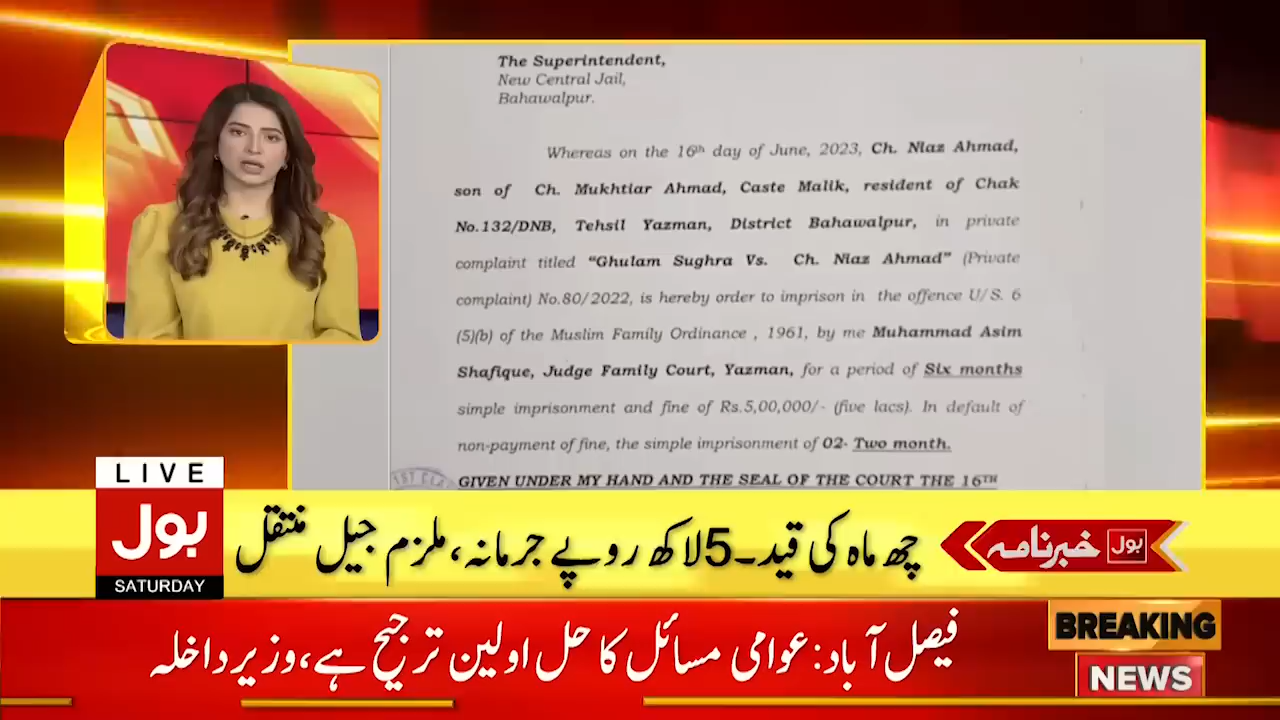 The Superintendent,
New Central Jail,
Bahawalpur.
Whereas on the 16th day of June, 2023, Ch. Niaz Ahmad,
son of Ch. Mukhtiar Ahmad, Caste Malik, resident of Chak
No.132/DNB, Tehsil Yazman, District Bahawalpur, in private
complaint titled “Ghulam Sughra Vs. Ch. Niaz Ahmad” (Private
complaint) No.80/2022, is hereby order to imprison in the offence U/S. 6
(5)(b) of the Muslim Family Ordinance , 1961, by me Muhammad Asim
Shafique, Judge Family Court, Yazman, for a period of Six months
simple imprisonment and fine of Rs.5,00,000/- (five lacs). In default of
non-payment of fine, the simple imprisonment of 02- Two month.
GIVEN UNDER MY HAND AND THE SEAL OF THE COURT THE 16TH
LIVE
بول
SATURDAY
بول خبرنامہ
چھ ماہ کی قید۔5لاکھ روپے جرمانہ، ملزم جیل منتقل
BREAKING
NEWS
فیصل آباد: عوامی مسائل کا حل اولین ترجیح ہے، وزیر داخلہ